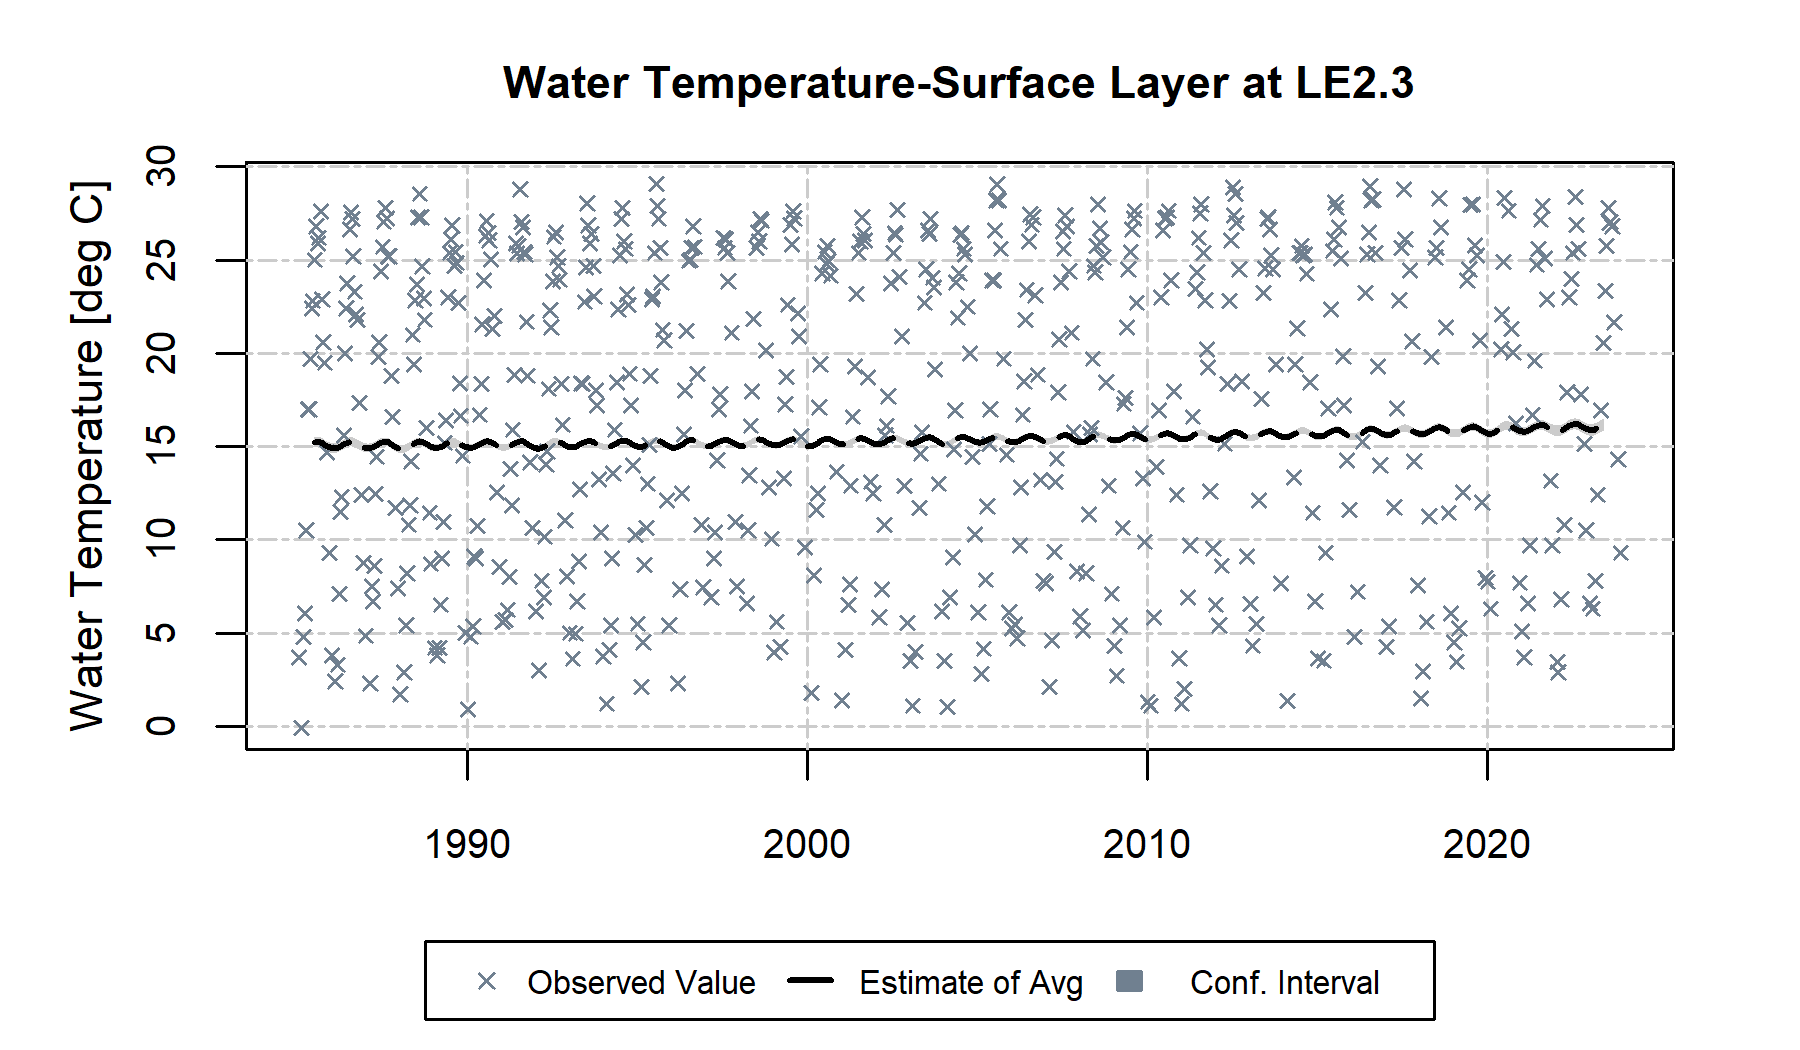 Water Temperature-Surface Layer at LE2.3
Water Temperature [deg C]
30
25
20
15
10
5
0
1990 2000 2010 2020
Observed Value Estimate of Avg Conf. Interval